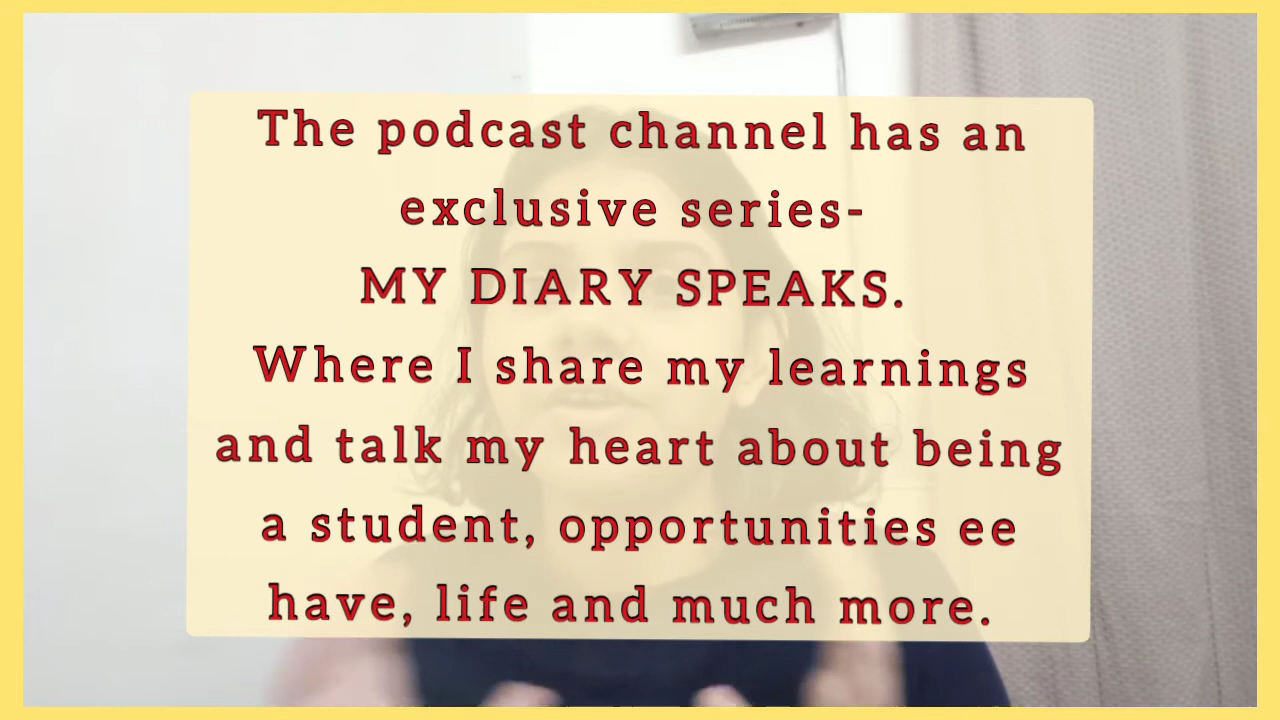 The podcast channel has an
exclusive series-
MY DIARY SPEAKS.
Where I share my learnings
and talk my heart about being
a student, opportunities ee
have, life and much more.